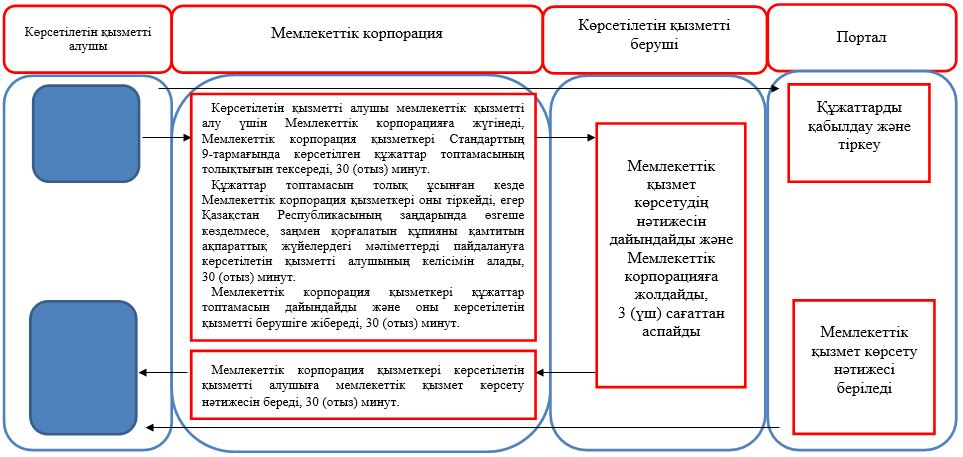 Көрсетілетін қызметті
алушы
Мемлекеттік корпорация
Көрсетілетін қызметті
беруші
Портал
Көрсетілетін қызметті алушы мемлекеттік қызметті
алу үшін Мемлекеттік корпорацияға жүгінеді,
Мемлекеттік корпорация қызметкері Стандарттың
9-тармағында көрсетілген құжаттар топтамасының
толықтығын тексереді, 30 (отыз) минут.
Құжаттар топтамасын толық ұсынған кезде
Мемлекеттік корпорация қызметкері оны тіркейді, егер
Қазақстан Республикасының заңдарында өзгеше
көзделмесе, заңмен қорғалатын құпияны қамтитын
ақпараттық жүйелердегі мәліметтерді пайдалануға
көрсетілетін қызметті алушының келісімін алады,
30 (отыз) минут.
Мемлекеттік корпорация қызметкері құжаттар
топтамасын дайындайды және оны көрсетілетін
қызметті берушіге жібереді, 30 (отыз) минут.
Мемлекеттік корпорация қызметкері көрсетілетін
қызметті алушыға мемлекеттік қызмет көрсету
нәтижесін береді, 30 (отыз) минут.
Мемлекеттік
қызмет
көрсетудің
нәтижесін
дайындайды және
Мемлекеттік
корпорацияға
жолдайды,
3 (үш) сағаттан
аспайды
Құжаттарды
қабылдау және
тіркеу
Мемлекеттік
қызмет көрсету
нәтижесі
беріледі